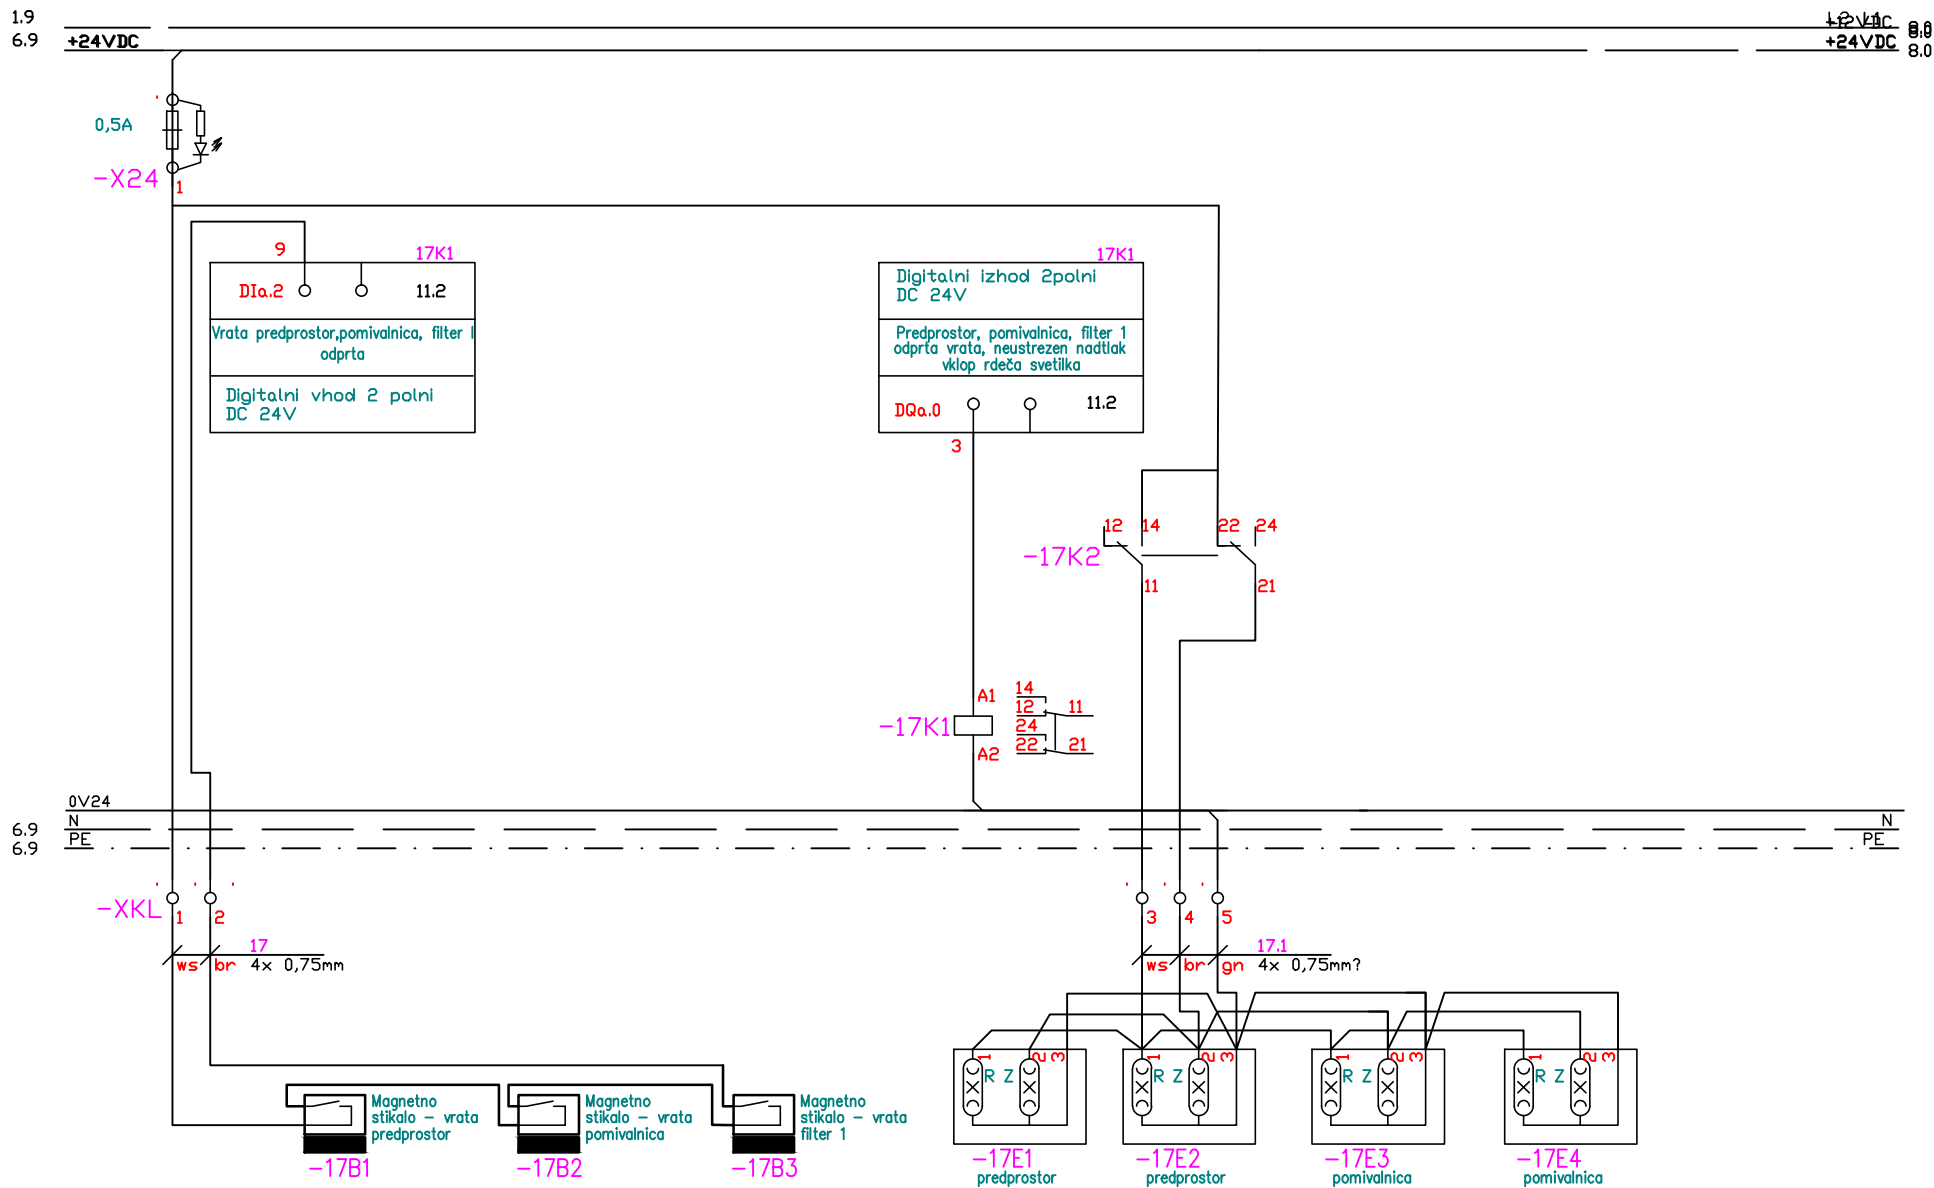 1.9
+12VDC
8.0
6.9
+24VDC
+24VDC
8.0
0,5A
-X24
1
9
17K1
DIa.2
11.2
Vrata predprostor,pomivalnica, filter I
odprta
Digitalni vhod 2 polni
DC 24V
17K1
Digitalni izhod 2polni
DC 24V
Predprostor, pomivalnica, filter 1
odprta vrata, neustrezen nadtlak
vklop rdeča svetilka
DQa.0
11.2
3
12 14 22 24
-17K2
11 21
A1
14
12 11
-17K1
24
22 21
A2
0V24
6.9
N
N
PE
PE
6.9
-XKL
1 2 3 4 5
17
ws br 4x 0,75mm
17.1
ws br gn 4x 0,75mm?
1 2 3
R Z
1 2 3
R Z
1 2 3
R Z
1 2 3
R Z
Magnetno
stikalo - vrata
predprostor
-17B1
Magnetno
stikalo - vrata
pomivalnica
-17B2
Magnetno
stikalo - vrata
filter 1
-17B3
-17E1
predprostor
-17E2
predprostor
-17E3
pomivalnica
-17E4
pomivalnica